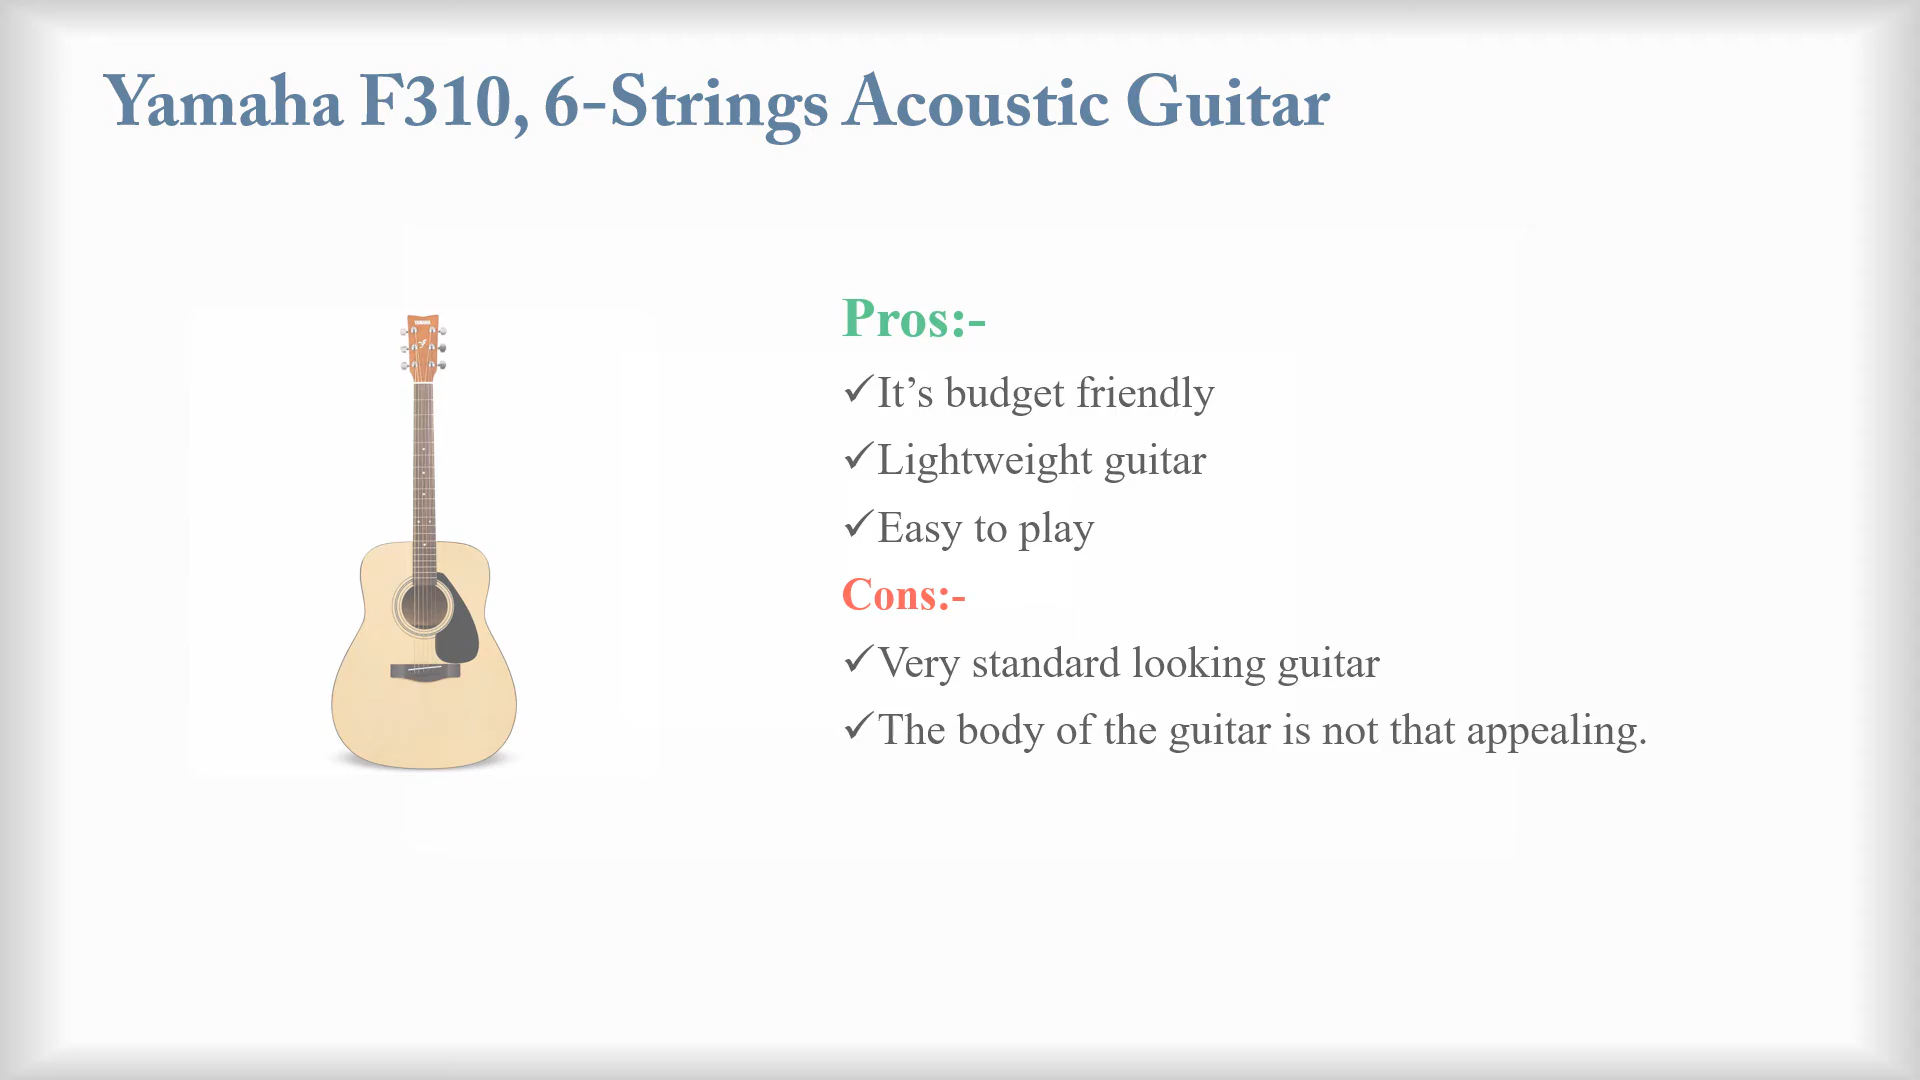 Yamaha F310, 6-Strings Acoustic Guitar
Pros:-
✓It’s budget friendly
✓Lightweight guitar
✓Easy to play
Cons:-
✓Very standard looking guitar
✓The body of the guitar is not that appealing.